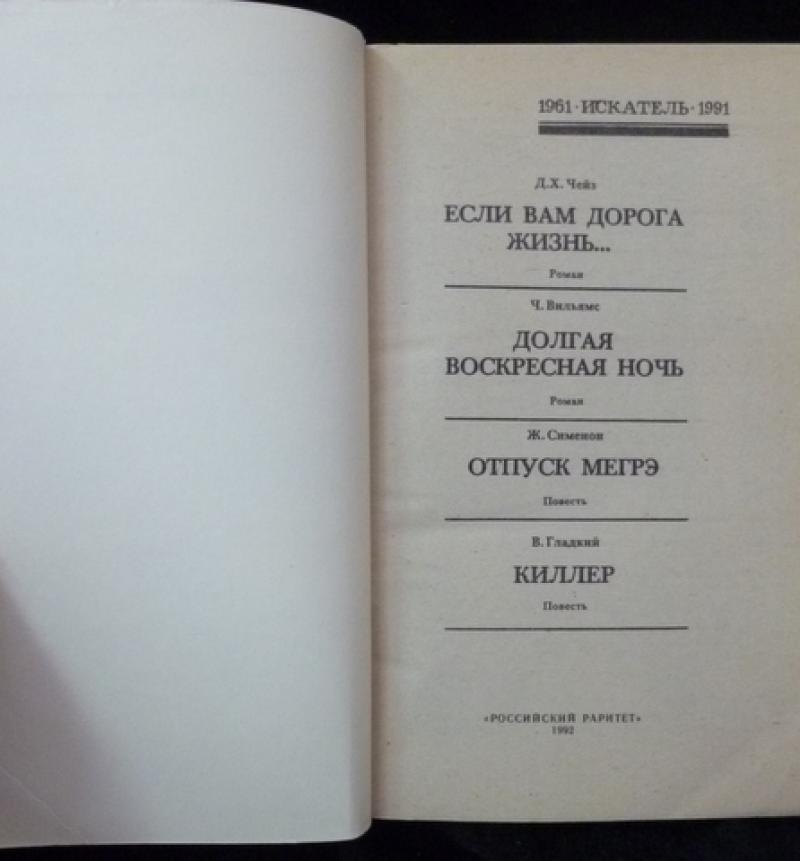 1961 · ИСКАТЕЛЬ · 1991
Д.Х. Чейз
ЕСЛИ ВАМ ДОРОГА
ЖИЗНЬ...
Роман
Ч. Вильямс
ДОЛГАЯ
ВОСКРЕСНАЯ НОЧЬ
Роман
Ж. Сименон
ОТПУСК МЕГРЭ
Повесть
В. Гладкий
КИЛЛЕР
Повесть
«РОССИЙСКИЙ РАРИТЕТ»
1992